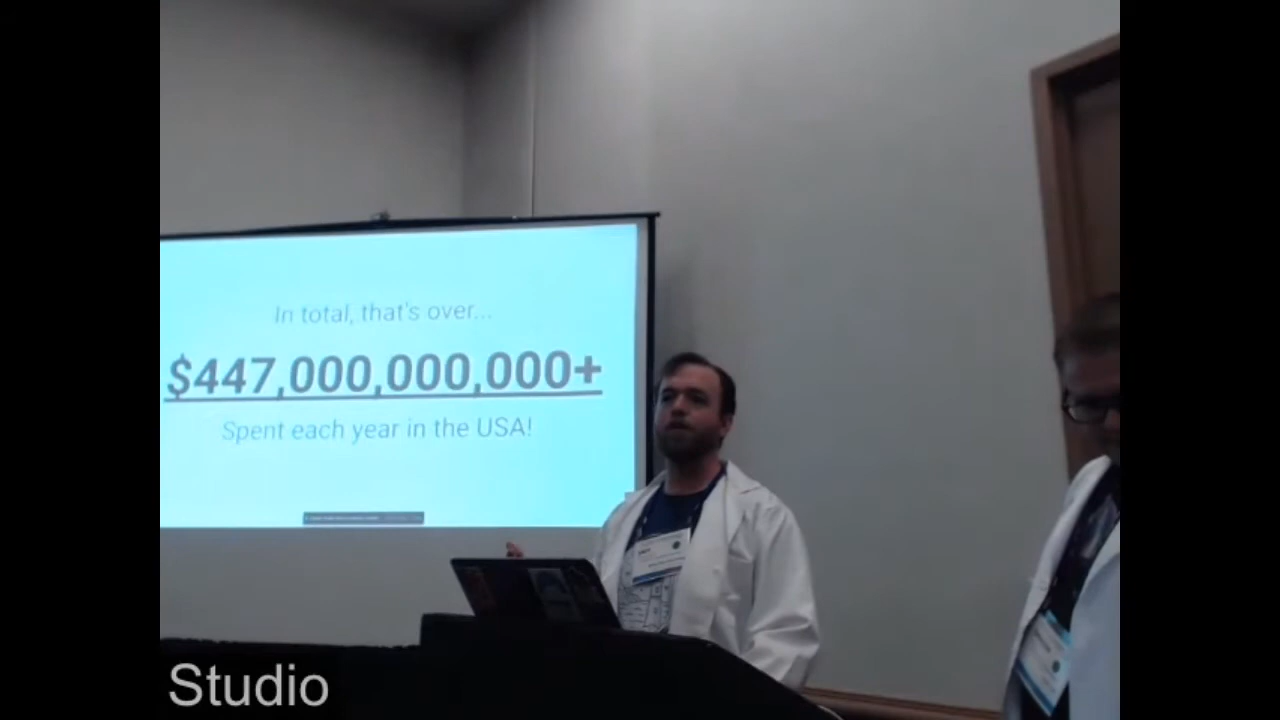 In total, that's over...
$447,000,000,000+
Spent each year in the USA!
Studio